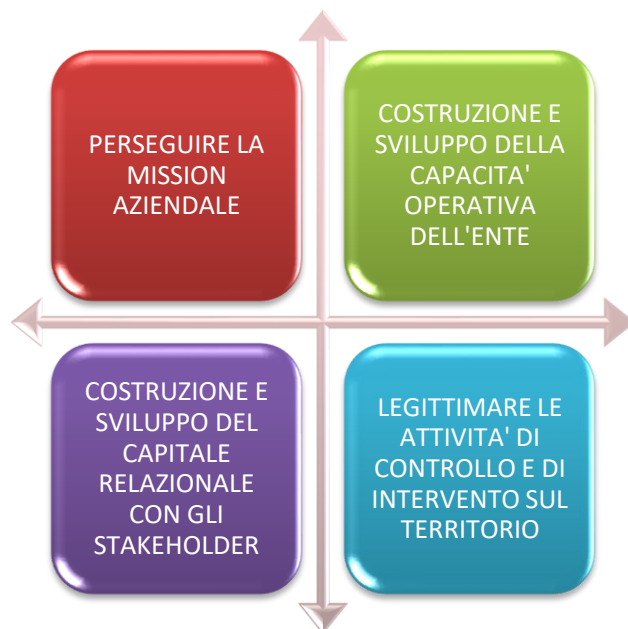 PERSEGUIRE LA
MISSION
AZIENDALE
COSTRUZIONE E
SVILUPPO DELLA
CAPACITA'
OPERATIVA
DELL'ENTE
COSTRUZIONE E
SVILUPPO DEL
CAPITALE
RELAZIONALE
CON GLI
STAKEHOLDER
LEGITTIMARE LE
ATTIVITA' DI
CONTROLLO E DI
INTERVENTO SUL
TERRITORIO